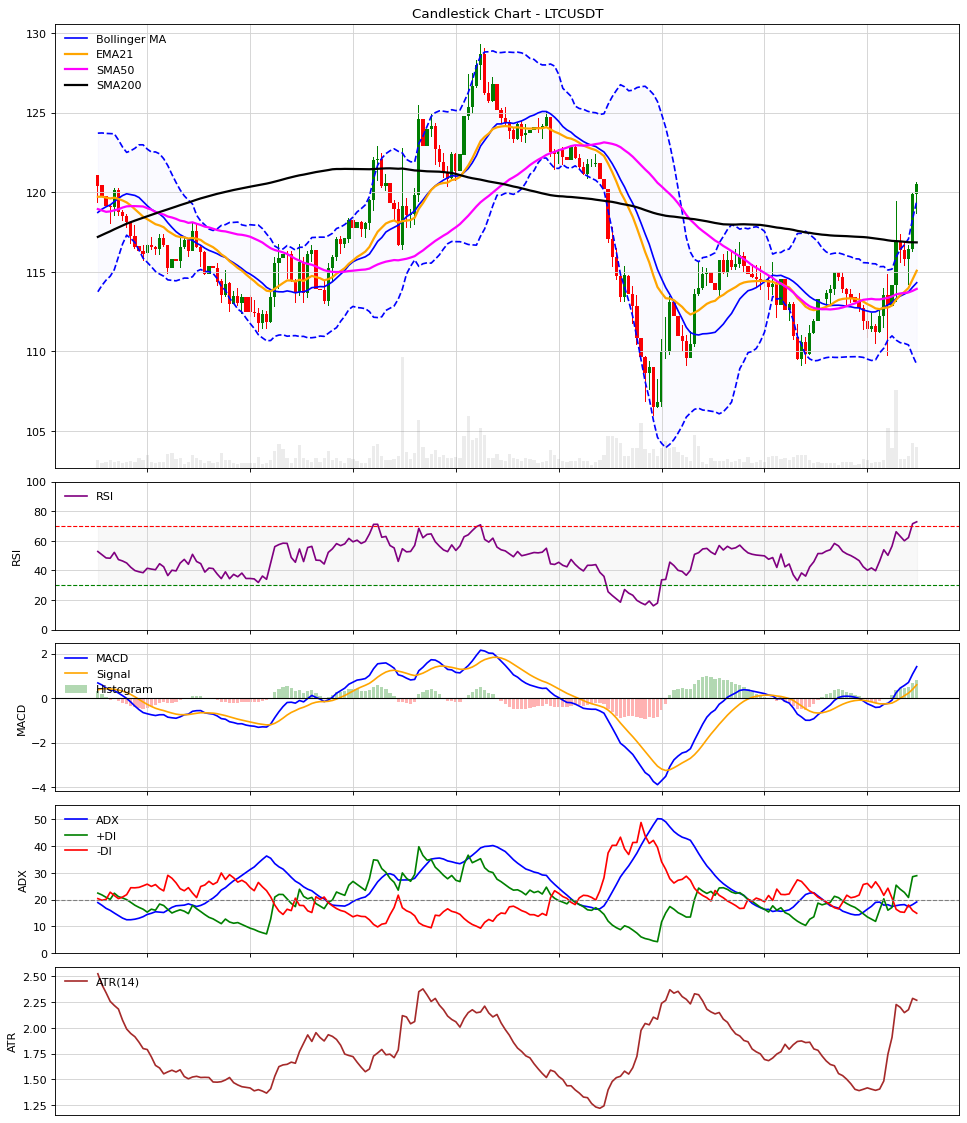 Candlestick Chart - LTCUSDT
Bollinger MA
EMA21
SMA50
SMA200
130
125
120
115
110
105
RSI
100
80
60
40
20
0
RSI
MACD
Signal
Histogram
2
0
−2
−4
MACD
ADX
+DI
-DI
50
40
30
20
10
0
ADX
ATR(14)
2.50
2.25
2.00
1.75
1.50
1.25
ATR